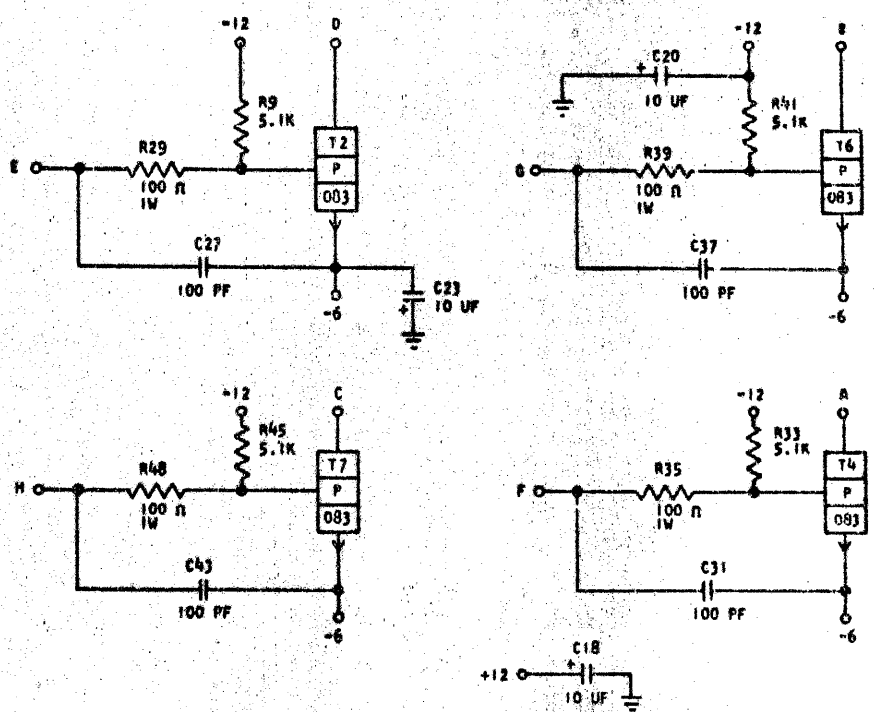 -12
D
R9
5.1K
T2
P
083
E
R29
100 Ω
1W
C27
100 PF
-6
C23
+
10 UF
-12
B
C20
+
10 UF
R41
5.1K
T6
P
083
G
R39
100 Ω
1W
C37
100 PF
-6
-12
C
R45
5.1K
T7
P
083
H
R48
100 Ω
1W
C43
100 PF
-6
-12
A
R33
5.1K
T4
P
083
F
R35
100 Ω
1W
C31
100 PF
-6
C18
+12
+
10 UF